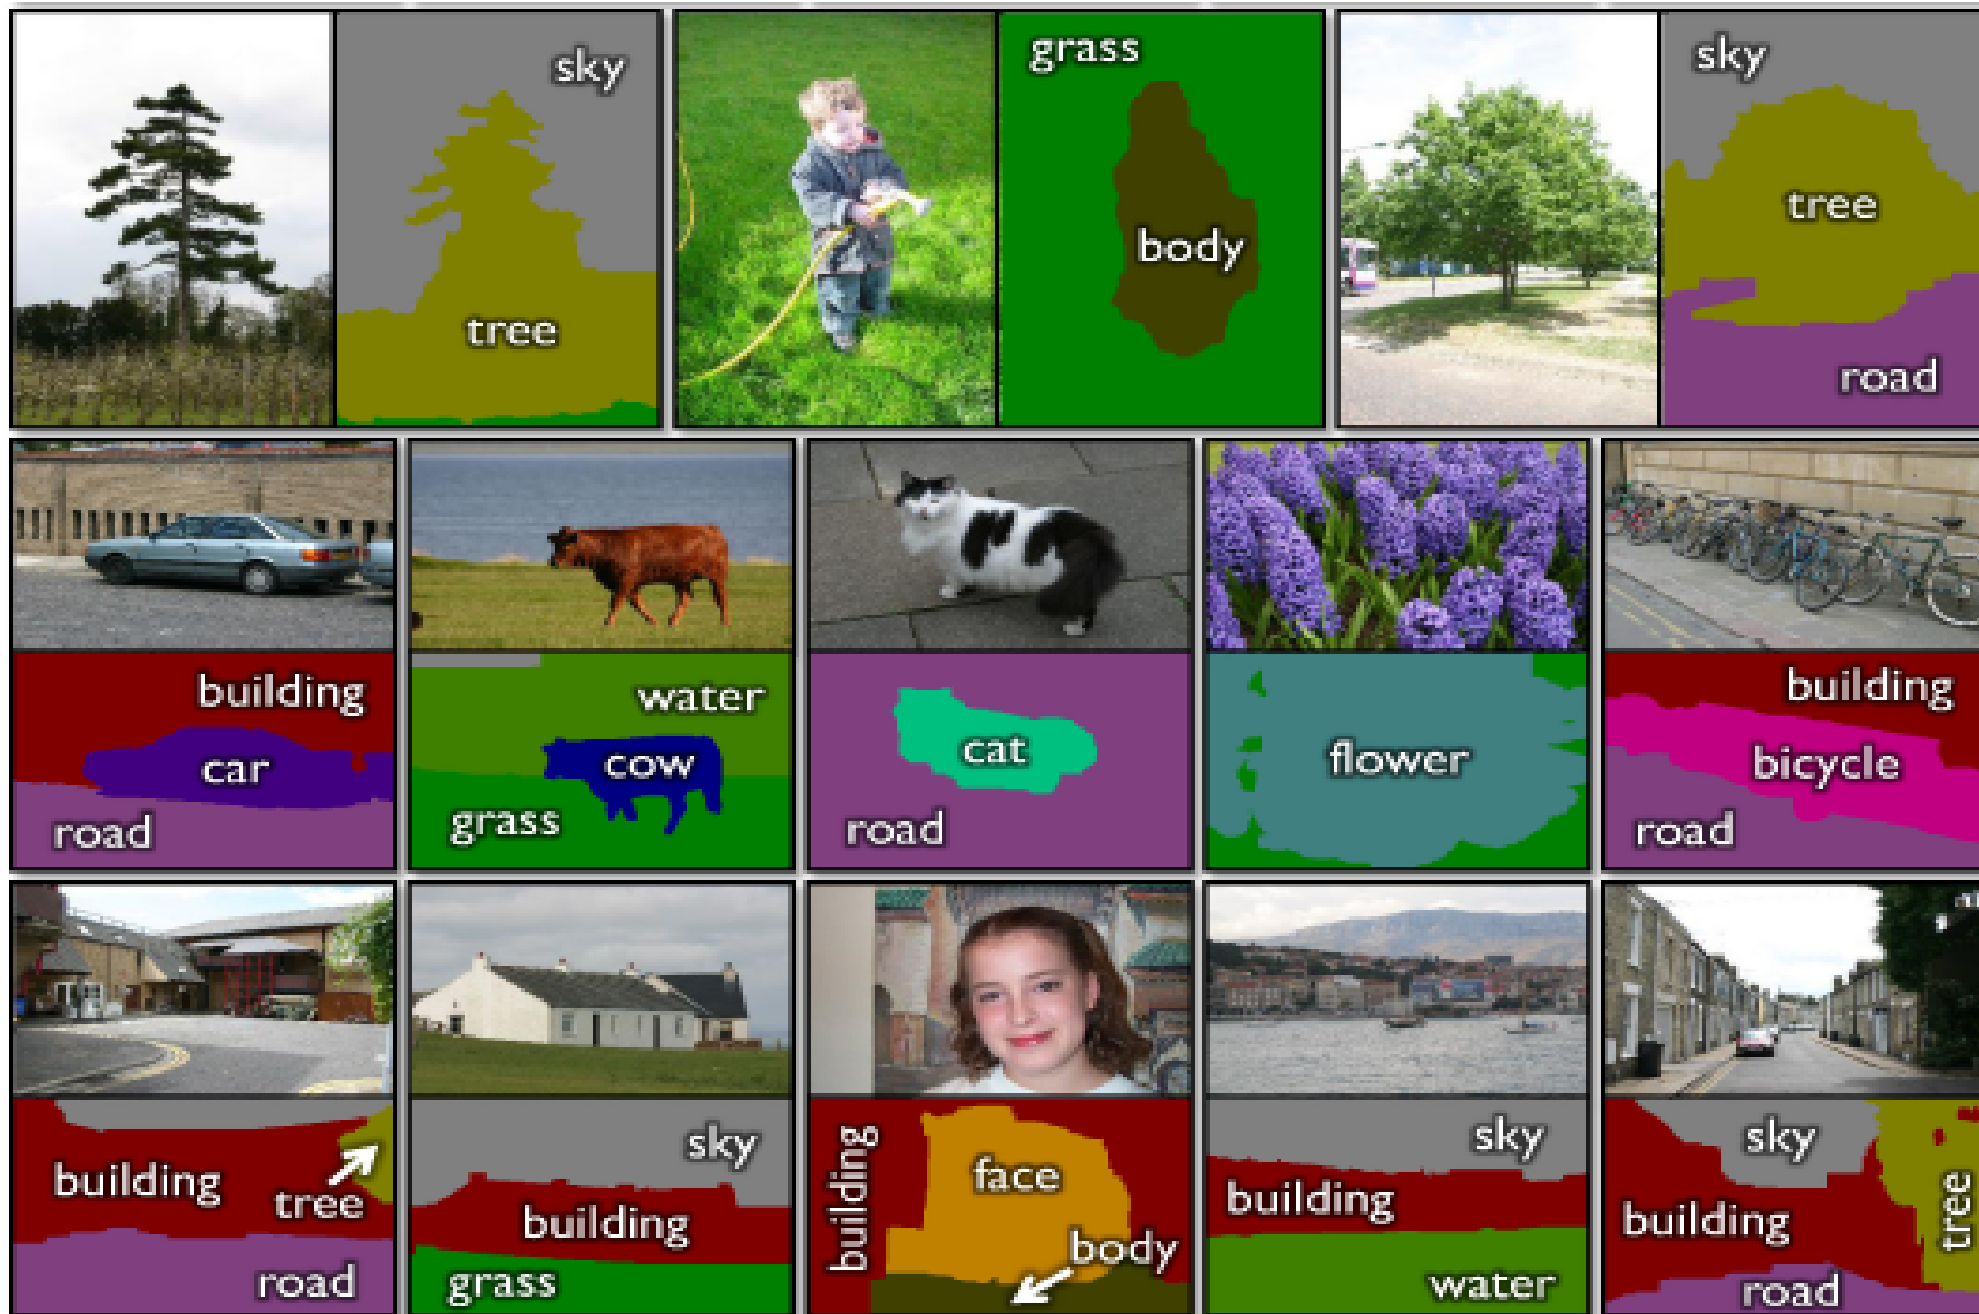 sky
tree
grass
body
sky
tree
road
building
car
road
water
cow
grass
cat
road
flower
building
bicycle
road
building
tree
road
sky
building
grass
building
face
body
sky
building
water
sky
building
tree
road